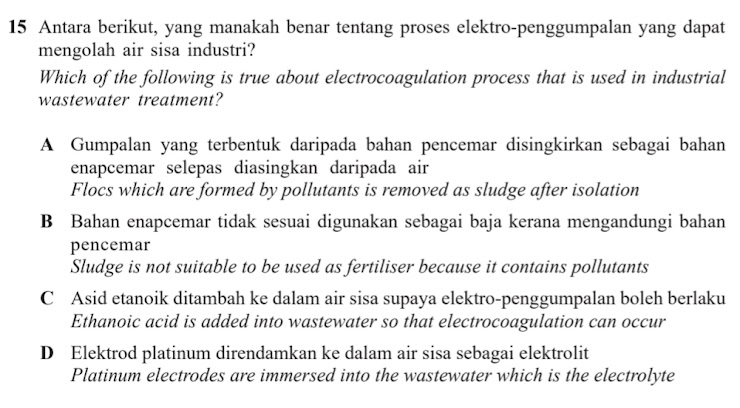 15 Antara berikut, yang manakah benar tentang proses elektro-penggumpalan yang dapat
mengolah air sisa industri?
Which of the following is true about electrocoagulation process that is used in industrial
wastewater treatment?
A Gumpalan yang terbentuk daripada bahan pencemar disingkirkan sebagai bahan
enapcemar selepas diasingkan daripada air
Flocs which are formed by pollutants is removed as sludge after isolation
B Bahan enapcemar tidak sesuai digunakan sebagai baja kerana mengandungi bahan
pencemar
Sludge is not suitable to be used as fertiliser because it contains pollutants
C Asid etanoik ditambah ke dalam air sisa supaya elektro-penggumpalan boleh berlaku
Ethanoic acid is added into wastewater so that electrocoagulation can occur
D Elektrod platinum direndamkan ke dalam air sisa sebagai elektrolit
Platinum electrodes are immersed into the wastewater which is the electrolyte